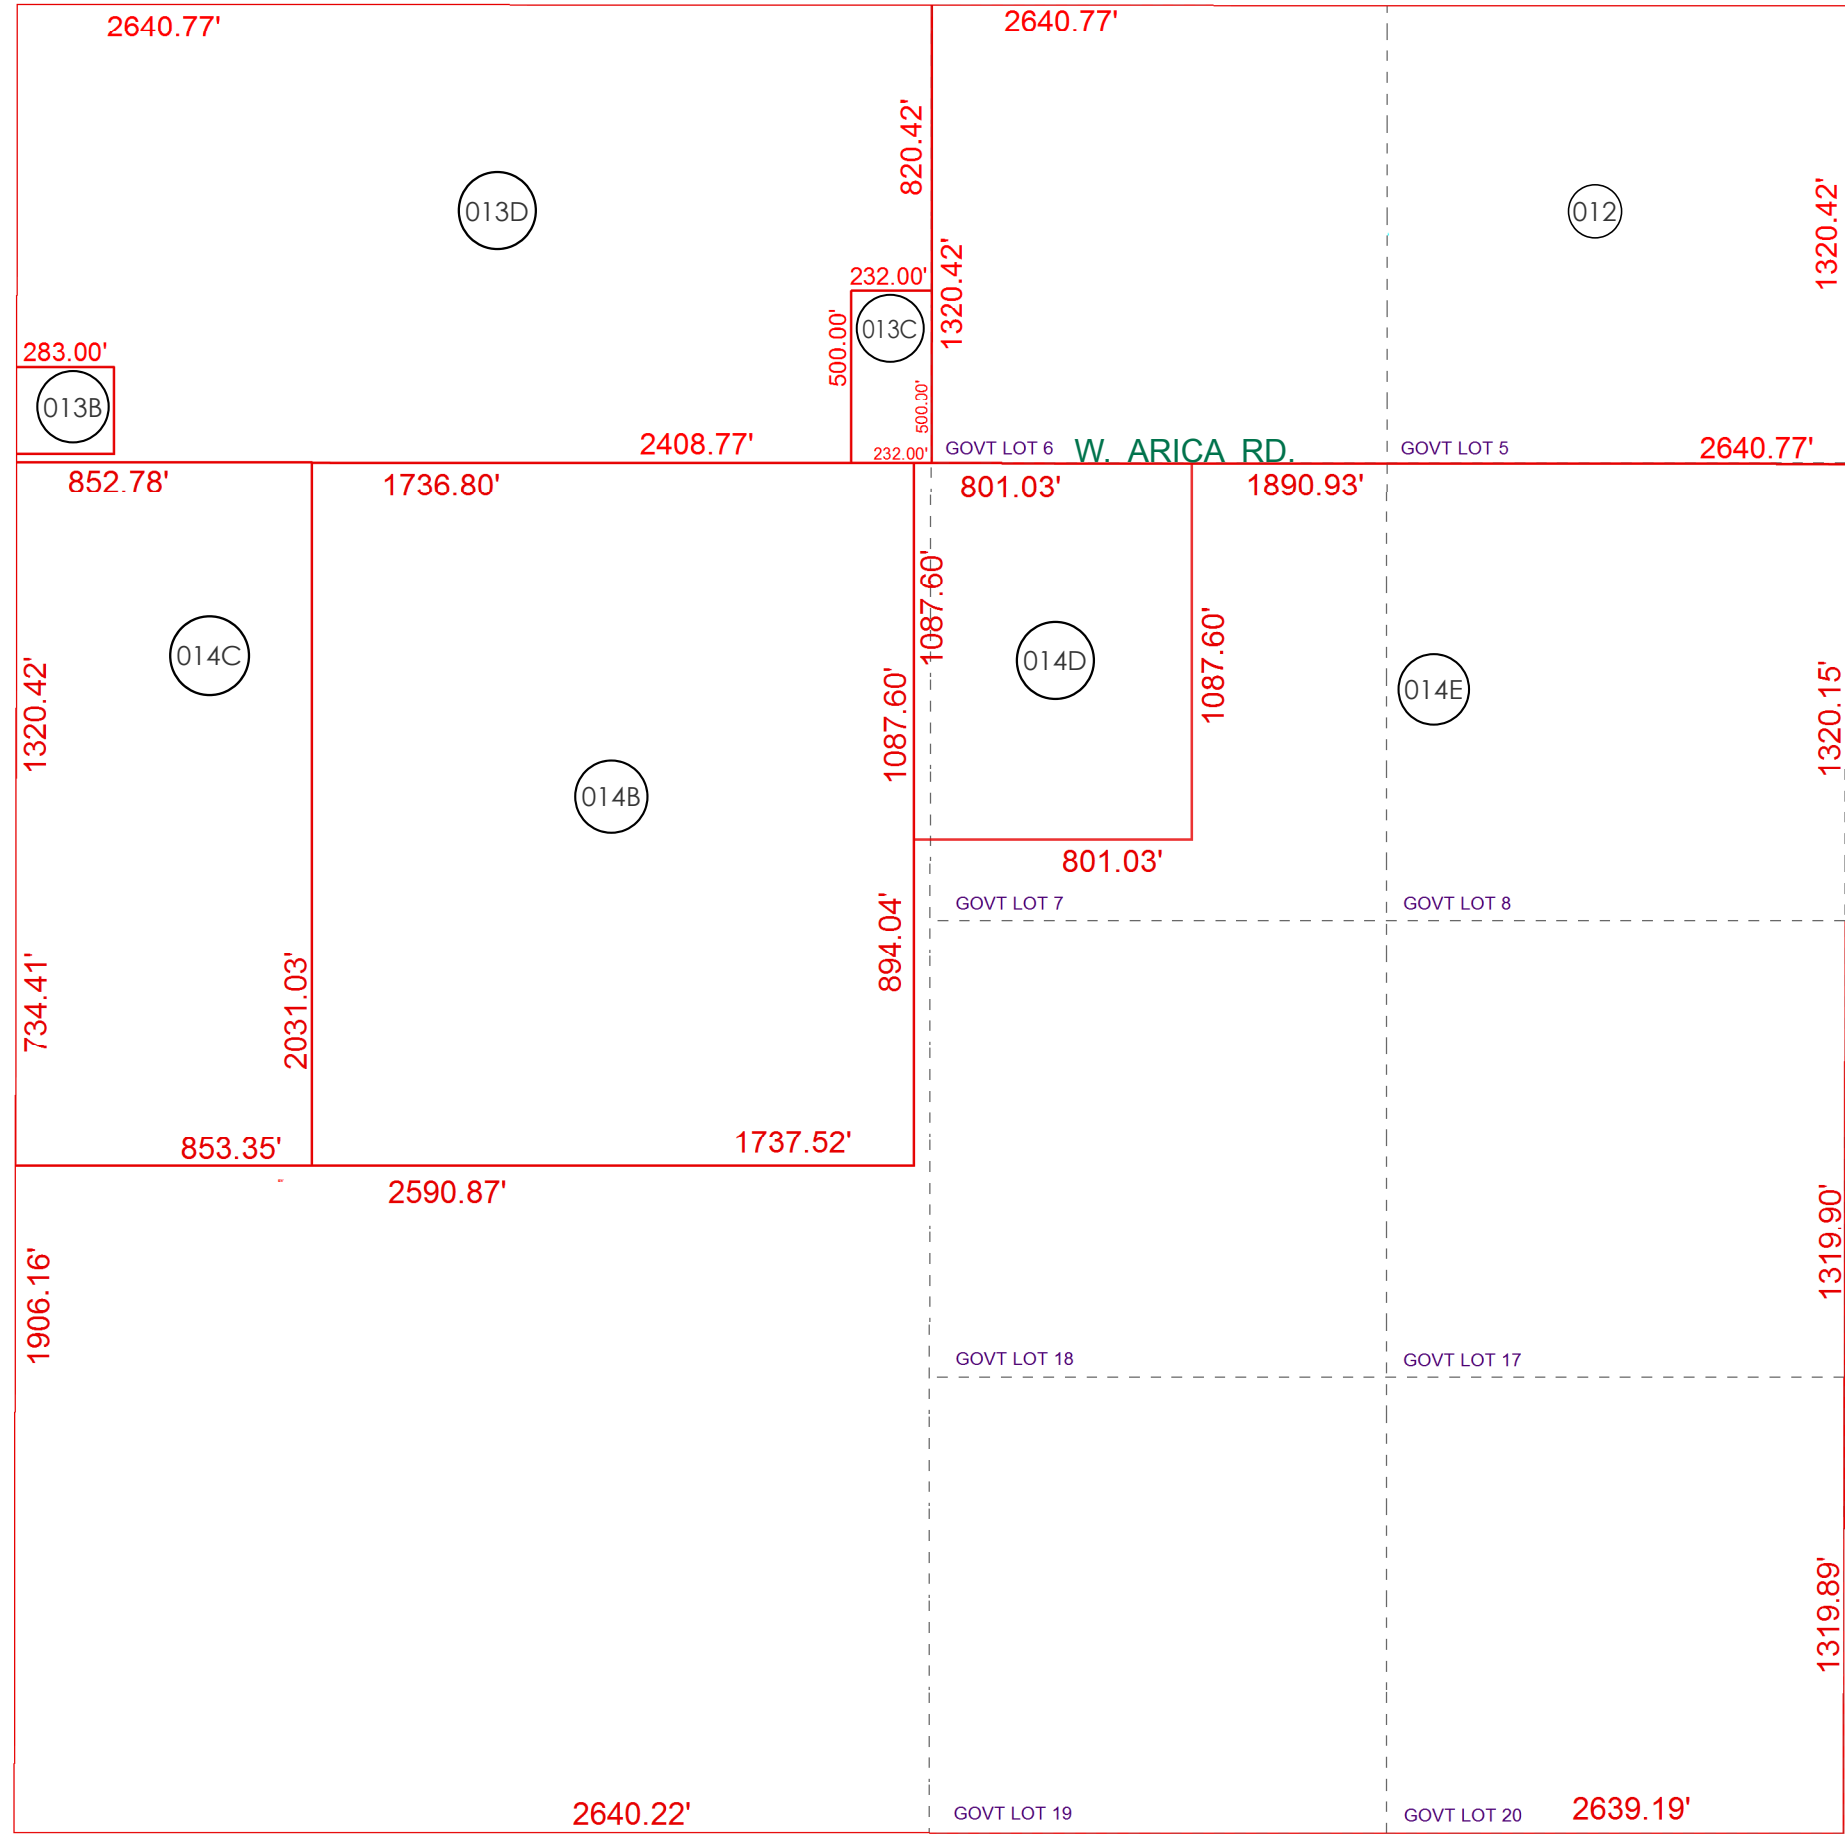 2640.77'
2640.77'
820.42'
013D
012
1320.42'
1320.42'
232.00'
013C
500.00'
500.00'
283.00'
013B
2408.77'
232.00'
GOVT LOT 6
W. ARICA RD.
GOVT LOT 5
2640.77'
852.78'
1736.80'
801.03'
1890.93'
1087.60'
014C
014D
1087.60'
014E
1320.42'
1087.60'
1320.15'
014B
801.03'
GOVT LOT 7
GOVT LOT 8
894.04'
734.41'
2031.03'
853.35'
1737.52'
2590.87'
1906.16'
1319.90'
GOVT LOT 18
GOVT LOT 17
1319.89'
2640.22'
GOVT LOT 19
GOVT LOT 20
2639.19'